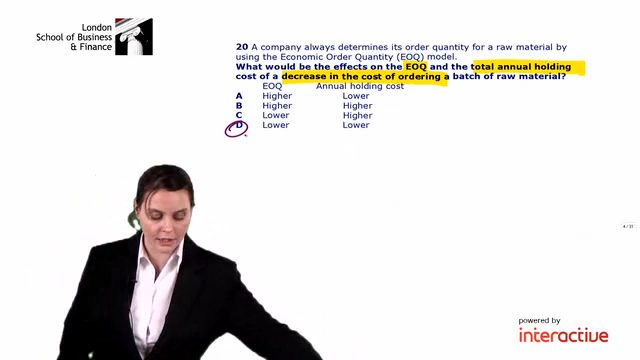 London
School of Business
& Finance
20 A company always determines its order quantity for a raw material by
using the Economic Order Quantity (EOQ) model.
What would be the effects on the EOQ and the total annual holding
cost of a decrease in the cost of ordering a batch of raw material?
EOQ Annual holding cost
A Higher Lower
B Higher Higher
C Lower Higher
D Lower Lower
4 / 31
powered by
interactive